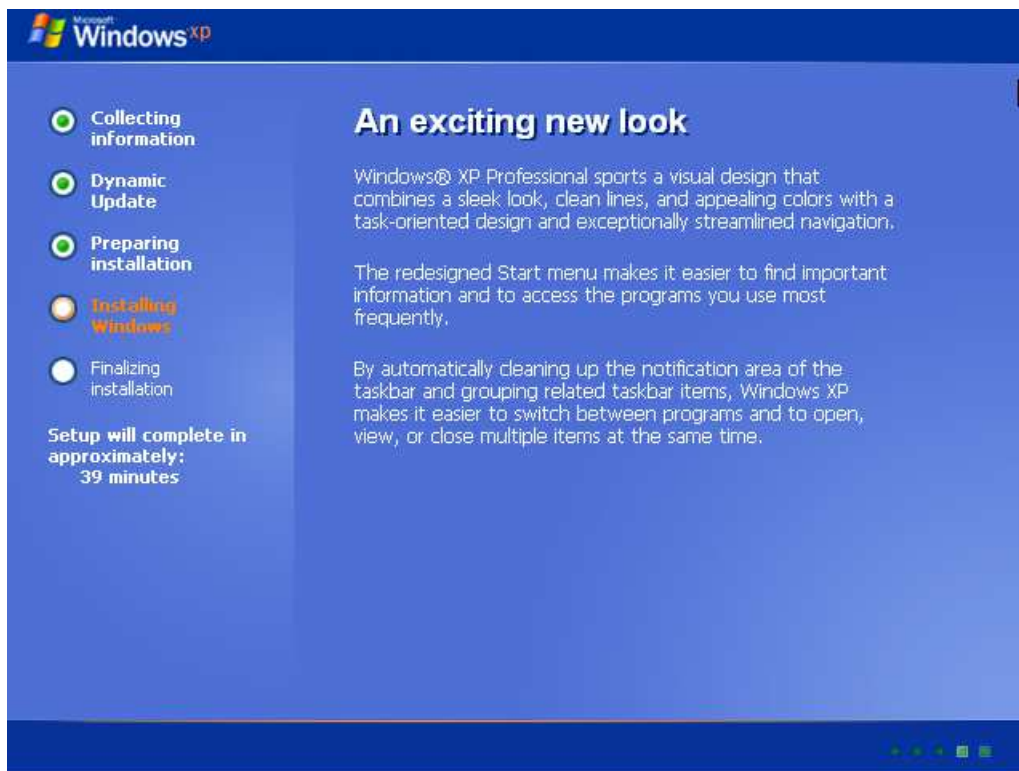 Microsoft
Windows xp
Collecting
information
Dynamic
Update
Preparing
installation
Installing
Windows
Finalizing
installation
Setup will complete in
approximately:
39 minutes
An exciting new look
Windows® XP Professional sports a visual design that
combines a sleek look, clean lines, and appealing colors with a
task-oriented design and exceptionally streamlined navigation.
The redesigned Start menu makes it easier to find important
information and to access the programs you use most
frequently.
By automatically cleaning up the notification area of the
taskbar and grouping related taskbar items, Windows XP
makes it easier to switch between programs and to open,
view, or close multiple items at the same time.